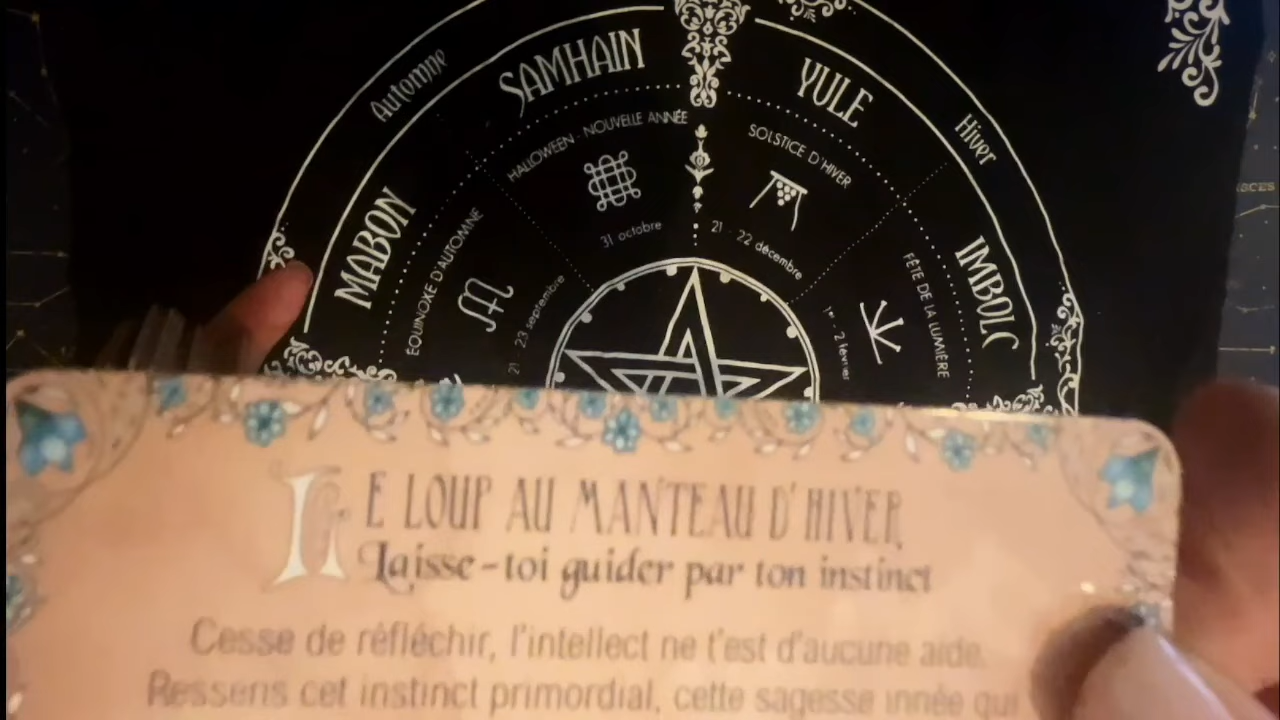 Automne
SAMHAIN
YULE
Hiver
HALLOWEEN - NOUVELLE ANNÉE
SOLSTICE D'HIVER
31 octobre
21 - 22 décembre
MABON
ÉQUINOXE D'AUTOMNE
21 - 23 septembre
IMBOLC
FÊTE DE LA LUMIÈRE
1er - 2 février
LE LOUP AU MANTEAU D'HIVER
Laisse-toi guider par ton instinct
Cesse de réfléchir, l'intellect ne t'est d'aucune aide.
Ressens cet instinct primordial, cette sagesse innée qui